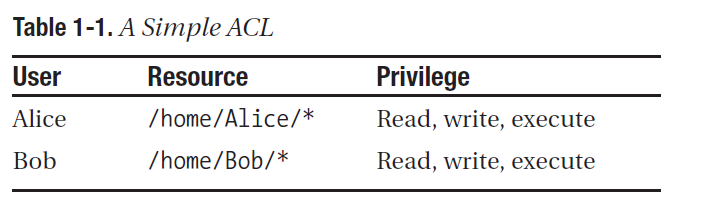 Table 1-1. A Simple ACL
User Resource Privilege
Alice /home/Alice/* Read, write, execute
Bob /home/Bob/* Read, write, execute